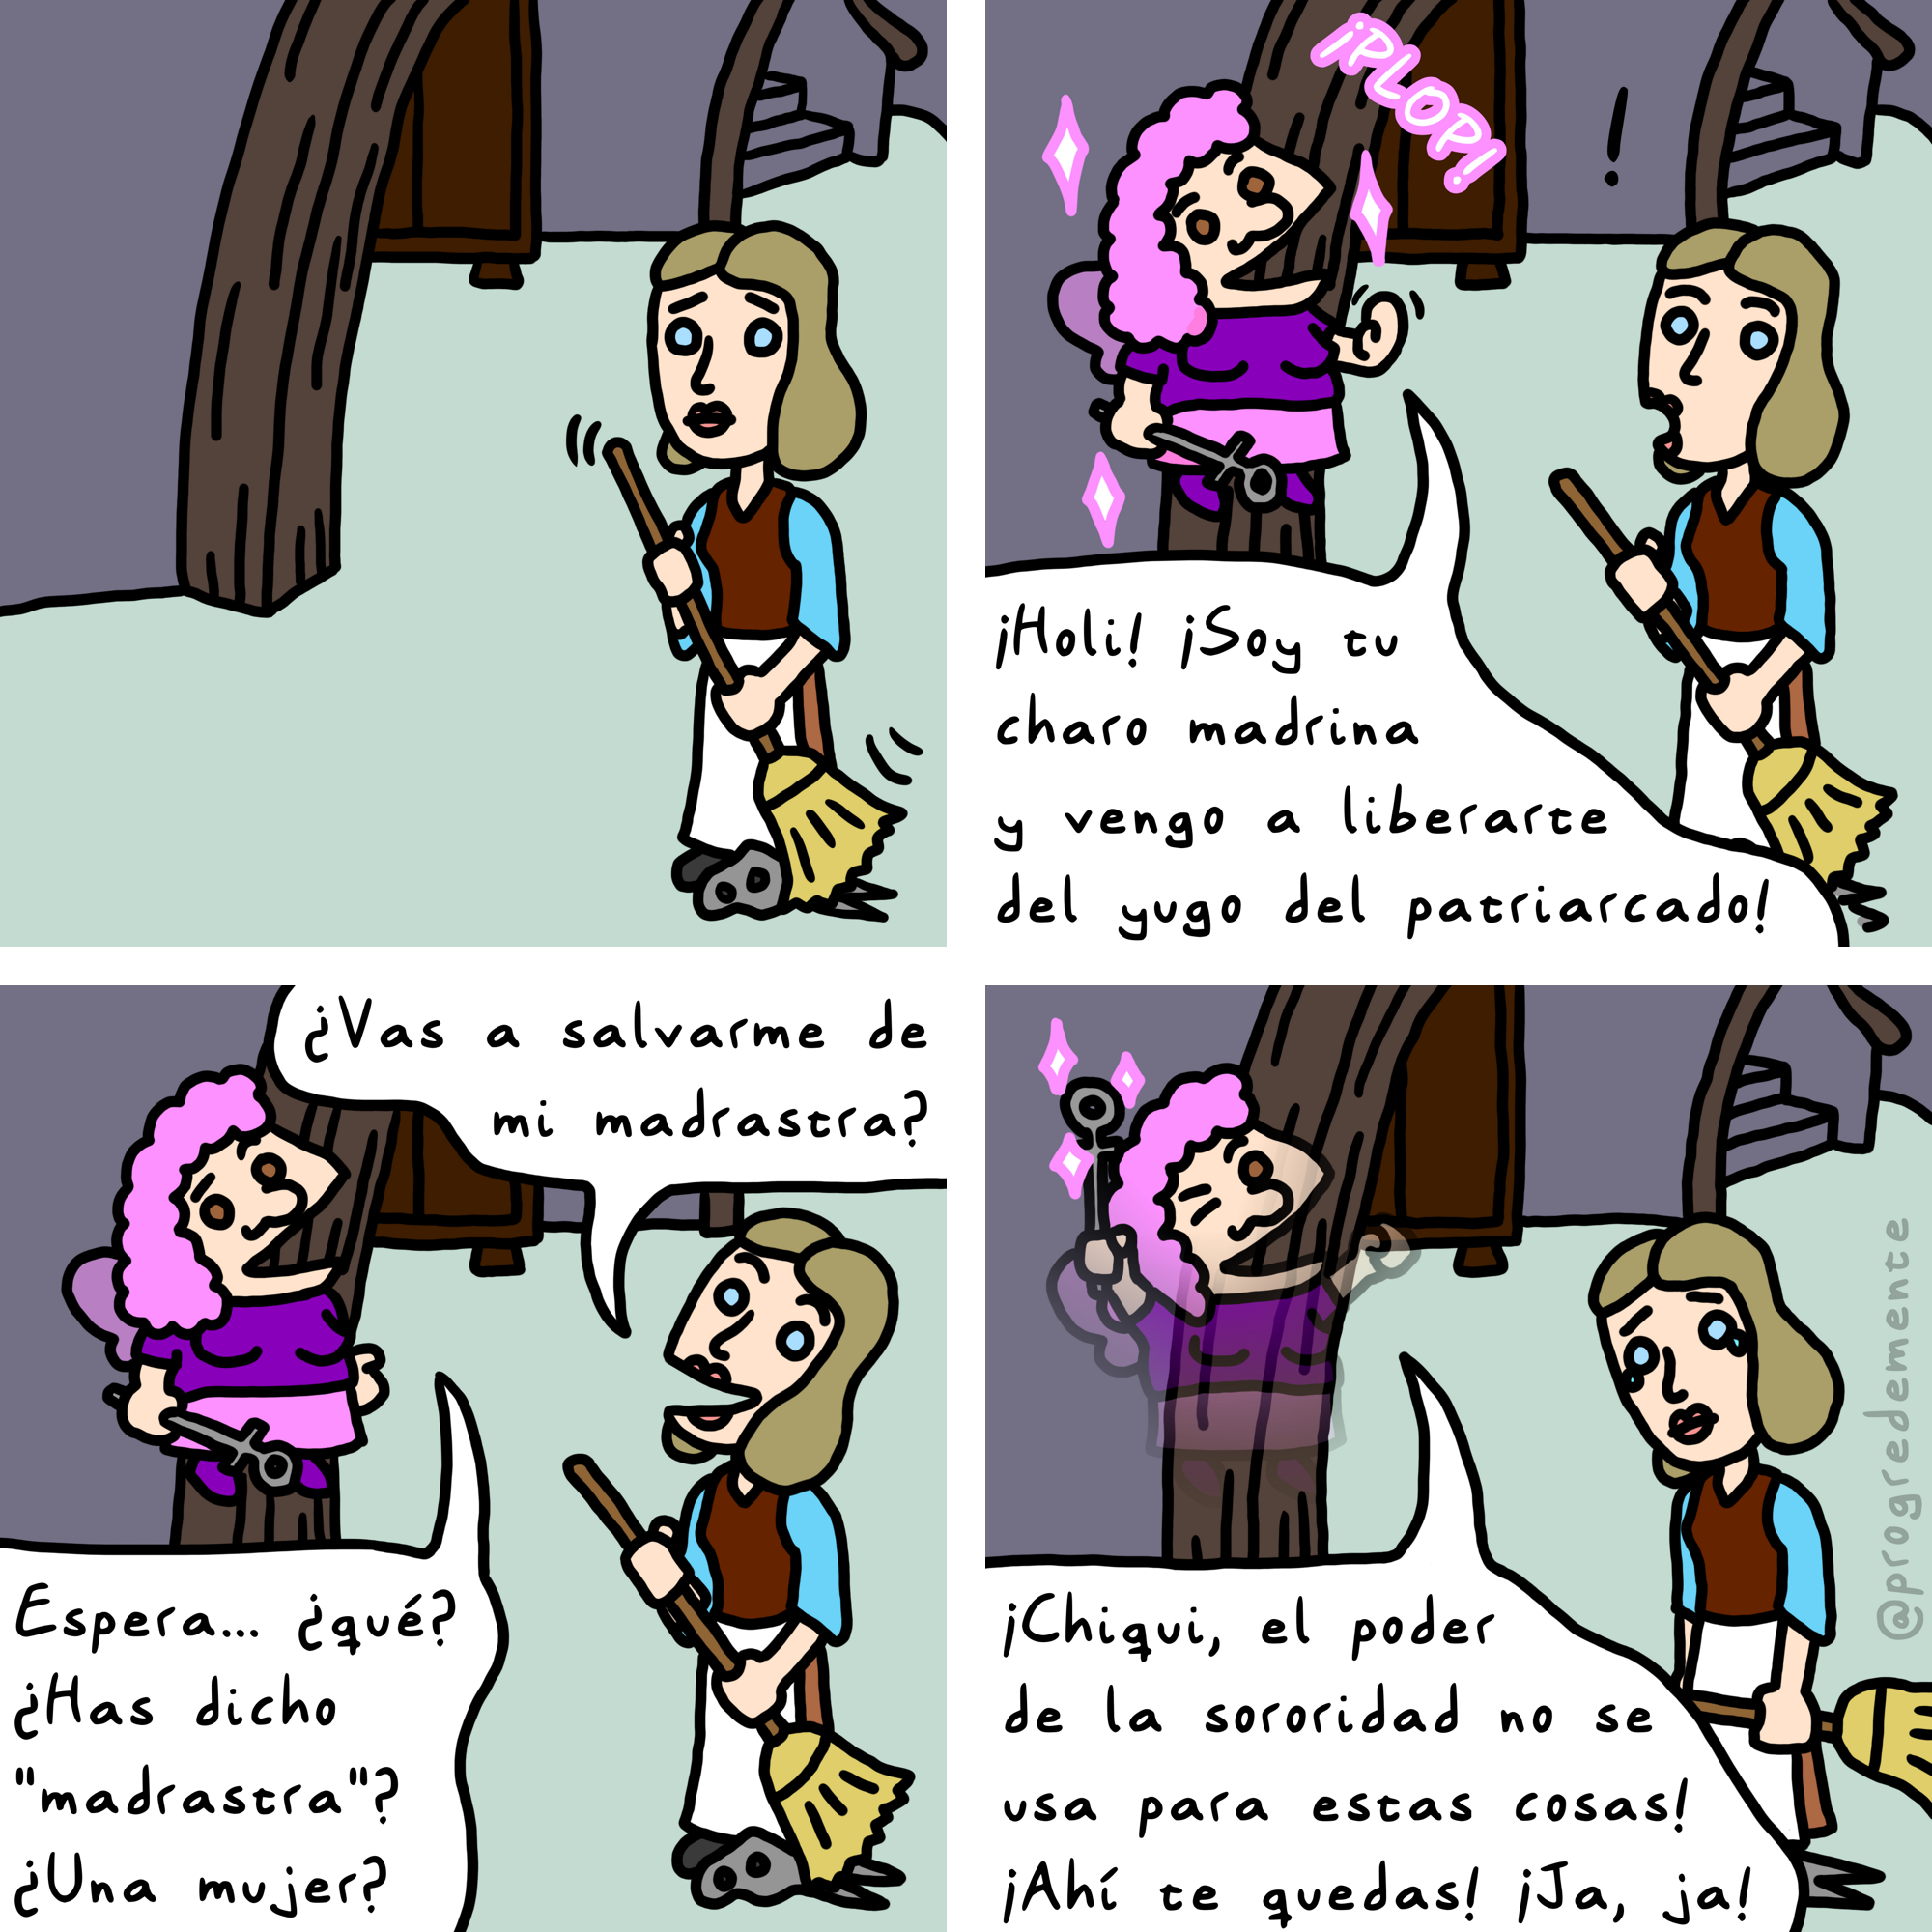 ¡PLOP!
!
¡Holi! ¡Soy tu
charo madrina
y vengo a liberarte
del yugo del patriarcado!
¿Vas a salvarme de
mi madrastra?
Espera... ¿qué?
¿Has dicho
"madrastra"?
¿Una mujer?
¡Chiqui, el poder
de la sororidad no se
usa para estas cosas!
¡Ahí te quedas! ¡Ja, ja!
@progredemente